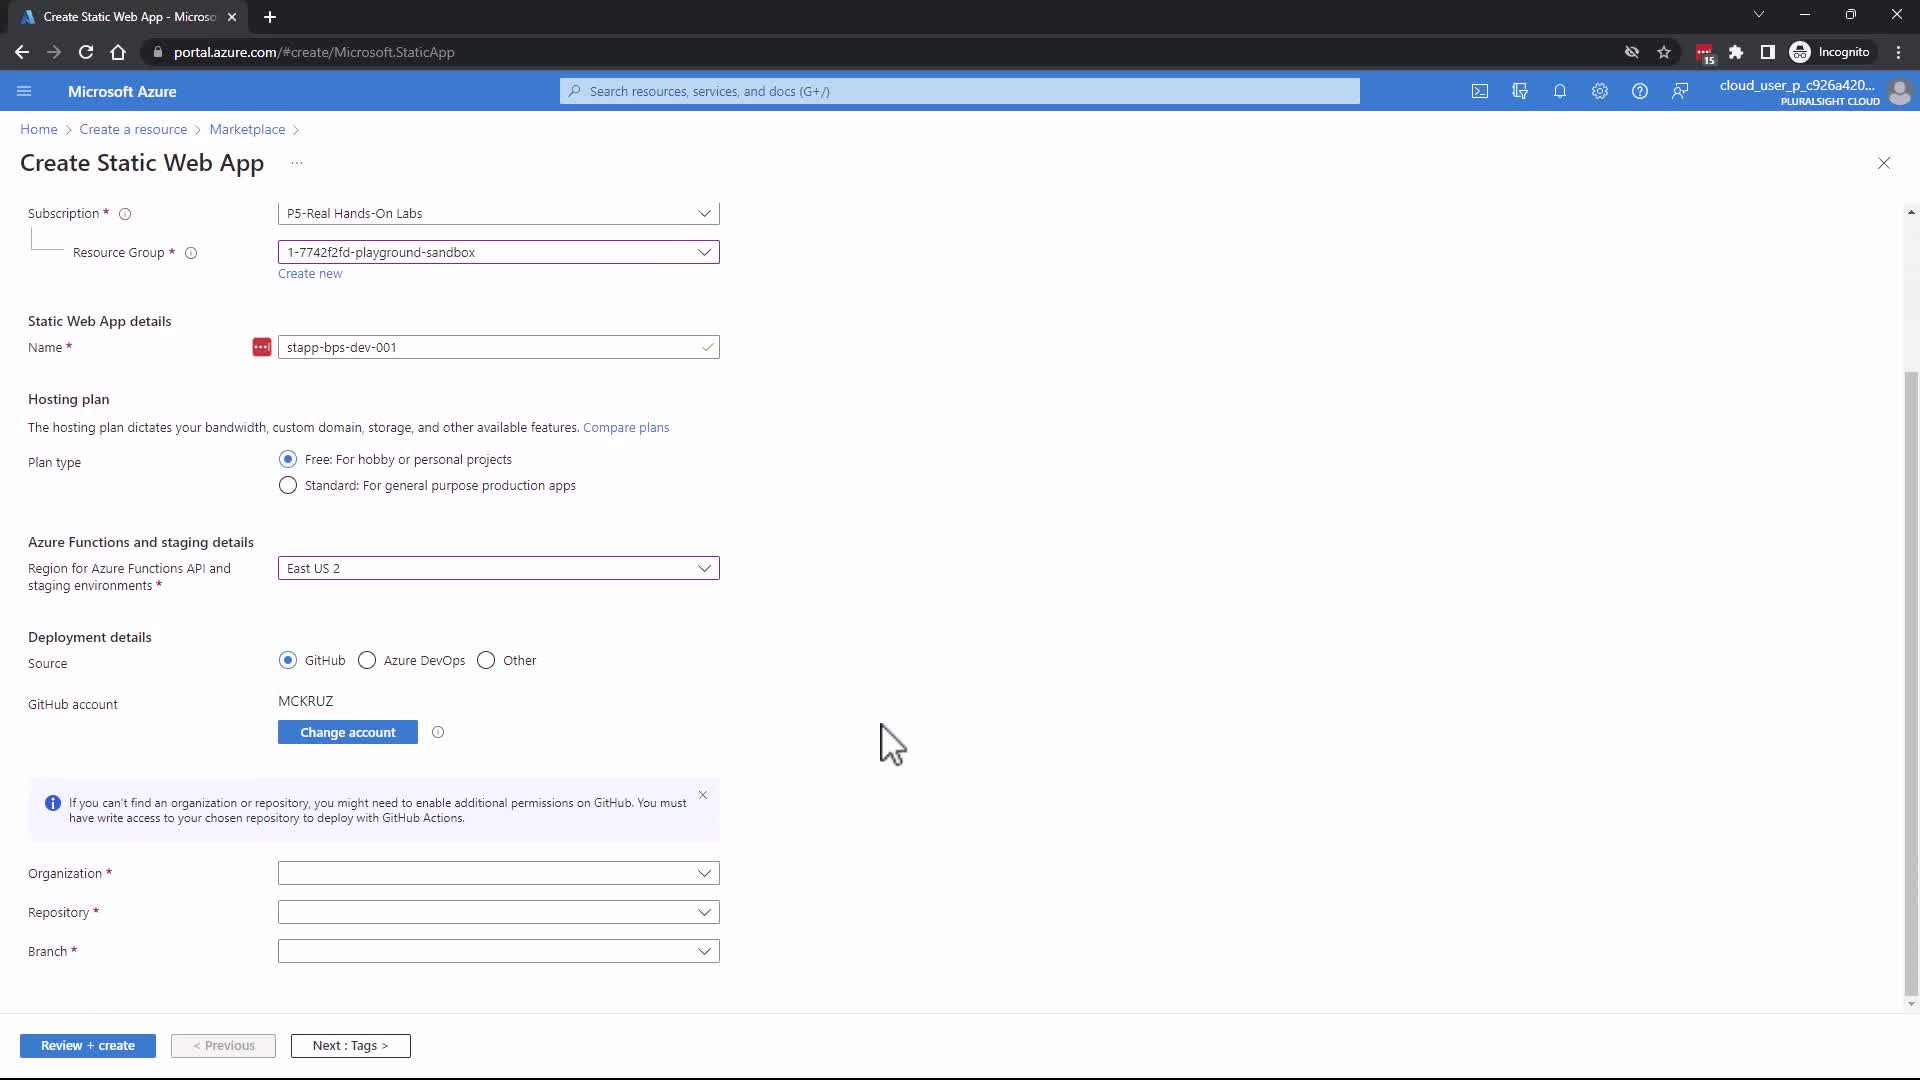 Create Static Web App - Microso
portal.azure.com/#create/Microsoft.StaticApp
15
Incognito
Microsoft Azure
Search resources, services, and docs (G+/)
cloud_user_p_c926a420...
PLURALSIGHT CLOUD
Home > Create a resource > Marketplace >
Create Static Web App ...
Subscription *
P5-Real Hands-On Labs
Resource Group *
1-7742f2fd-playground-sandbox
Create new
Static Web App details
Name *
stapp-bps-dev-001
Hosting plan
The hosting plan dictates your bandwidth, custom domain, storage, and other available features. Compare plans
Plan type
Free: For hobby or personal projects
Standard: For general purpose production apps
Azure Functions and staging details
Region for Azure Functions API and
staging environments *
East US 2
Deployment details
Source
GitHub
Azure DevOps
Other
GitHub account
MCKRUZ
Change account
If you can't find an organization or repository, you might need to enable additional permissions on GitHub. You must
have write access to your chosen repository to deploy with GitHub Actions.
Organization *
Repository *
Branch *
Review + create
< Previous
Next : Tags >